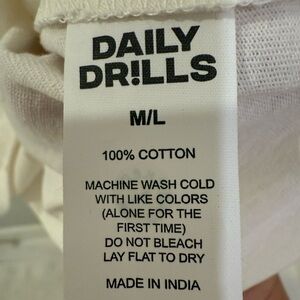 DAILY
DR!LLS
M/L
100% COTTON
MACHINE WASH COLD
WITH LIKE COLORS
(ALONE FOR THE
FIRST TIME)
DO NOT BLEACH
LAY FLAT TO DRY
MADE IN INDIA